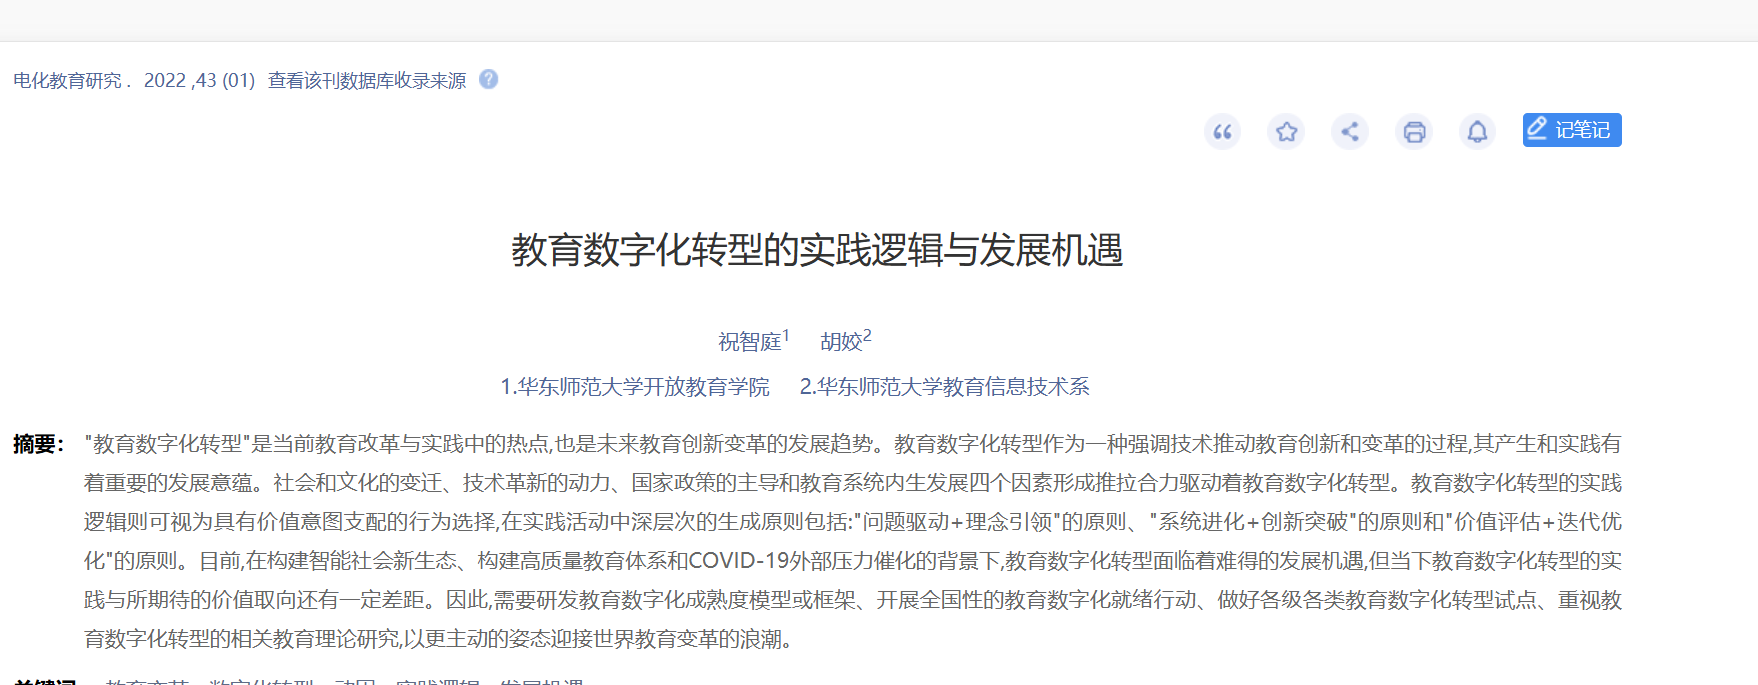 电化教育研究． 2022 ,43 (01) 查看该刊数据库收录来源 ?
记笔记
教育数字化转型的实践逻辑与发展机遇
祝智庭1 胡姣2
1.华东师范大学开放教育学院 2.华东师范大学教育信息技术系
摘要： "教育数字化转型"是当前教育改革与实践中的热点,也是未来教育创新变革的发展趋势。教育数字化转型作为一种强调技术推动教育创新和变革的过程,其产生和实践有
着重要的发展意蕴。社会和文化的变迁、技术革新的动力、国家政策的主导和教育系统内生发展四个因素形成推拉合力驱动着教育数字化转型。教育数字化转型的实践
逻辑则可视为具有价值意图支配的行为选择,在实践活动中深层次的生成原则包括:"问题驱动+理念引领"的原则、"系统进化+创新突破"的原则和"价值评估+迭代优
化"的原则。目前,在构建智能社会新生态、构建高质量教育体系和COVID-19外部压力催化的背景下,教育数字化转型面临着难得的发展机遇,但当下教育数字化转型的实
践与所期待的价值取向还有一定差距。因此,需要研发教育数字化成熟度模型或框架、开展全国性的教育数字化就绪行动、做好各级各类教育数字化转型试点、重视教
育数字化转型的相关教育理论研究,以更主动的姿态迎接世界教育变革的浪潮。
关键词 教育变革 数字化转型 动因 实践逻辑 发展机遇